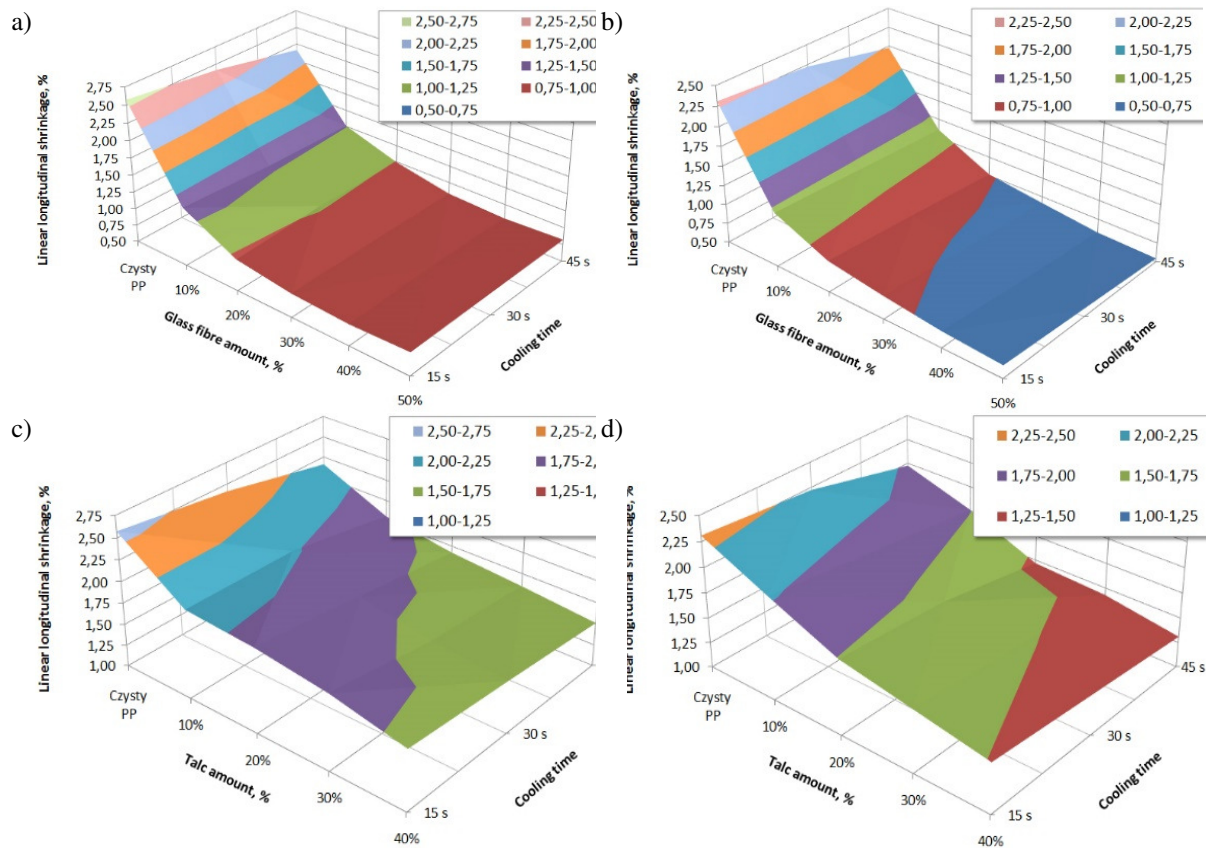 a)
Linear longitudinal shrinkage, %
2,75
2,50
2,25
2,00
1,75
1,50
1,25
1,00
0,75
0,50
2,50-2,75 2,25-2,50
2,00-2,25 1,75-2,00
1,50-1,75 1,25-1,50
1,00-1,25 0,75-1,00
0,50-0,75
Czysty
PP
10%
20%
30%
40%
50%
Glass fibre amount, %
15 s
30 s
45 s
Cooling time
b)
Linear longitudinal shrinkage, %
2,50
2,25
2,00
1,75
1,50
1,25
1,00
0,75
0,50
2,25-2,50 2,00-2,25
1,75-2,00 1,50-1,75
1,25-1,50 1,00-1,25
0,75-1,00 0,50-0,75
Czysty
PP
10%
20%
30%
40%
50%
Glass fibre amount, %
15 s
30 s
45 s
Cooling time
c)
Linear longitudinal shrinkage, %
2,75
2,50
2,25
2,00
1,75
1,50
1,25
1,00
2,50-2,75 2,25-2,
2,00-2,25 1,75-2,
1,50-1,75 1,25-1,
1,00-1,25
Czysty
PP
10%
20%
30%
40%
Talc amount, %
15 s
30 s
Cooling time
d)
Linear longitudinal shrinkage, %
2,50
2,25
2,00
1,75
1,50
1,25
1,00
2,25-2,50 2,00-2,25
1,75-2,00 1,50-1,75
1,25-1,50 1,00-1,25
Czysty
PP
10%
20%
30%
40%
Talc amount, %
15 s
30 s
45 s
Cooling time